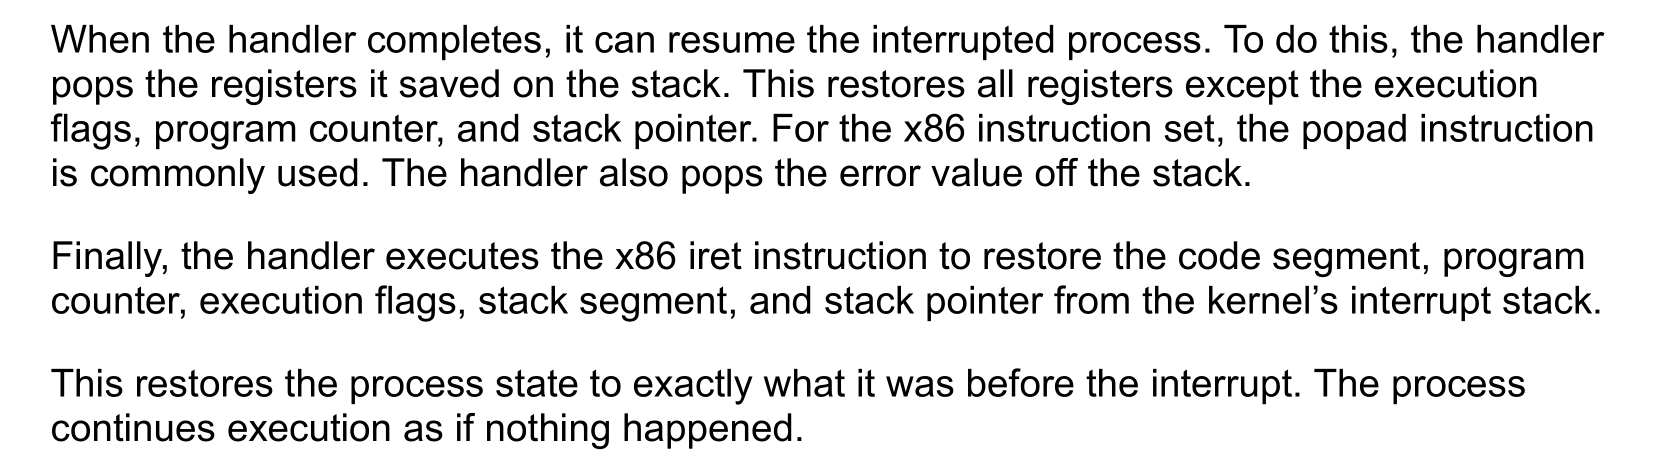 When the handler completes, it can resume the interrupted process. To do this, the handler
pops the registers it saved on the stack. This restores all registers except the execution
flags, program counter, and stack pointer. For the x86 instruction set, the popad instruction
is commonly used. The handler also pops the error value off the stack.
Finally, the handler executes the x86 iret instruction to restore the code segment, program
counter, execution flags, stack segment, and stack pointer from the kernel’s interrupt stack.
This restores the process state to exactly what it was before the interrupt. The process
continues execution as if nothing happened.